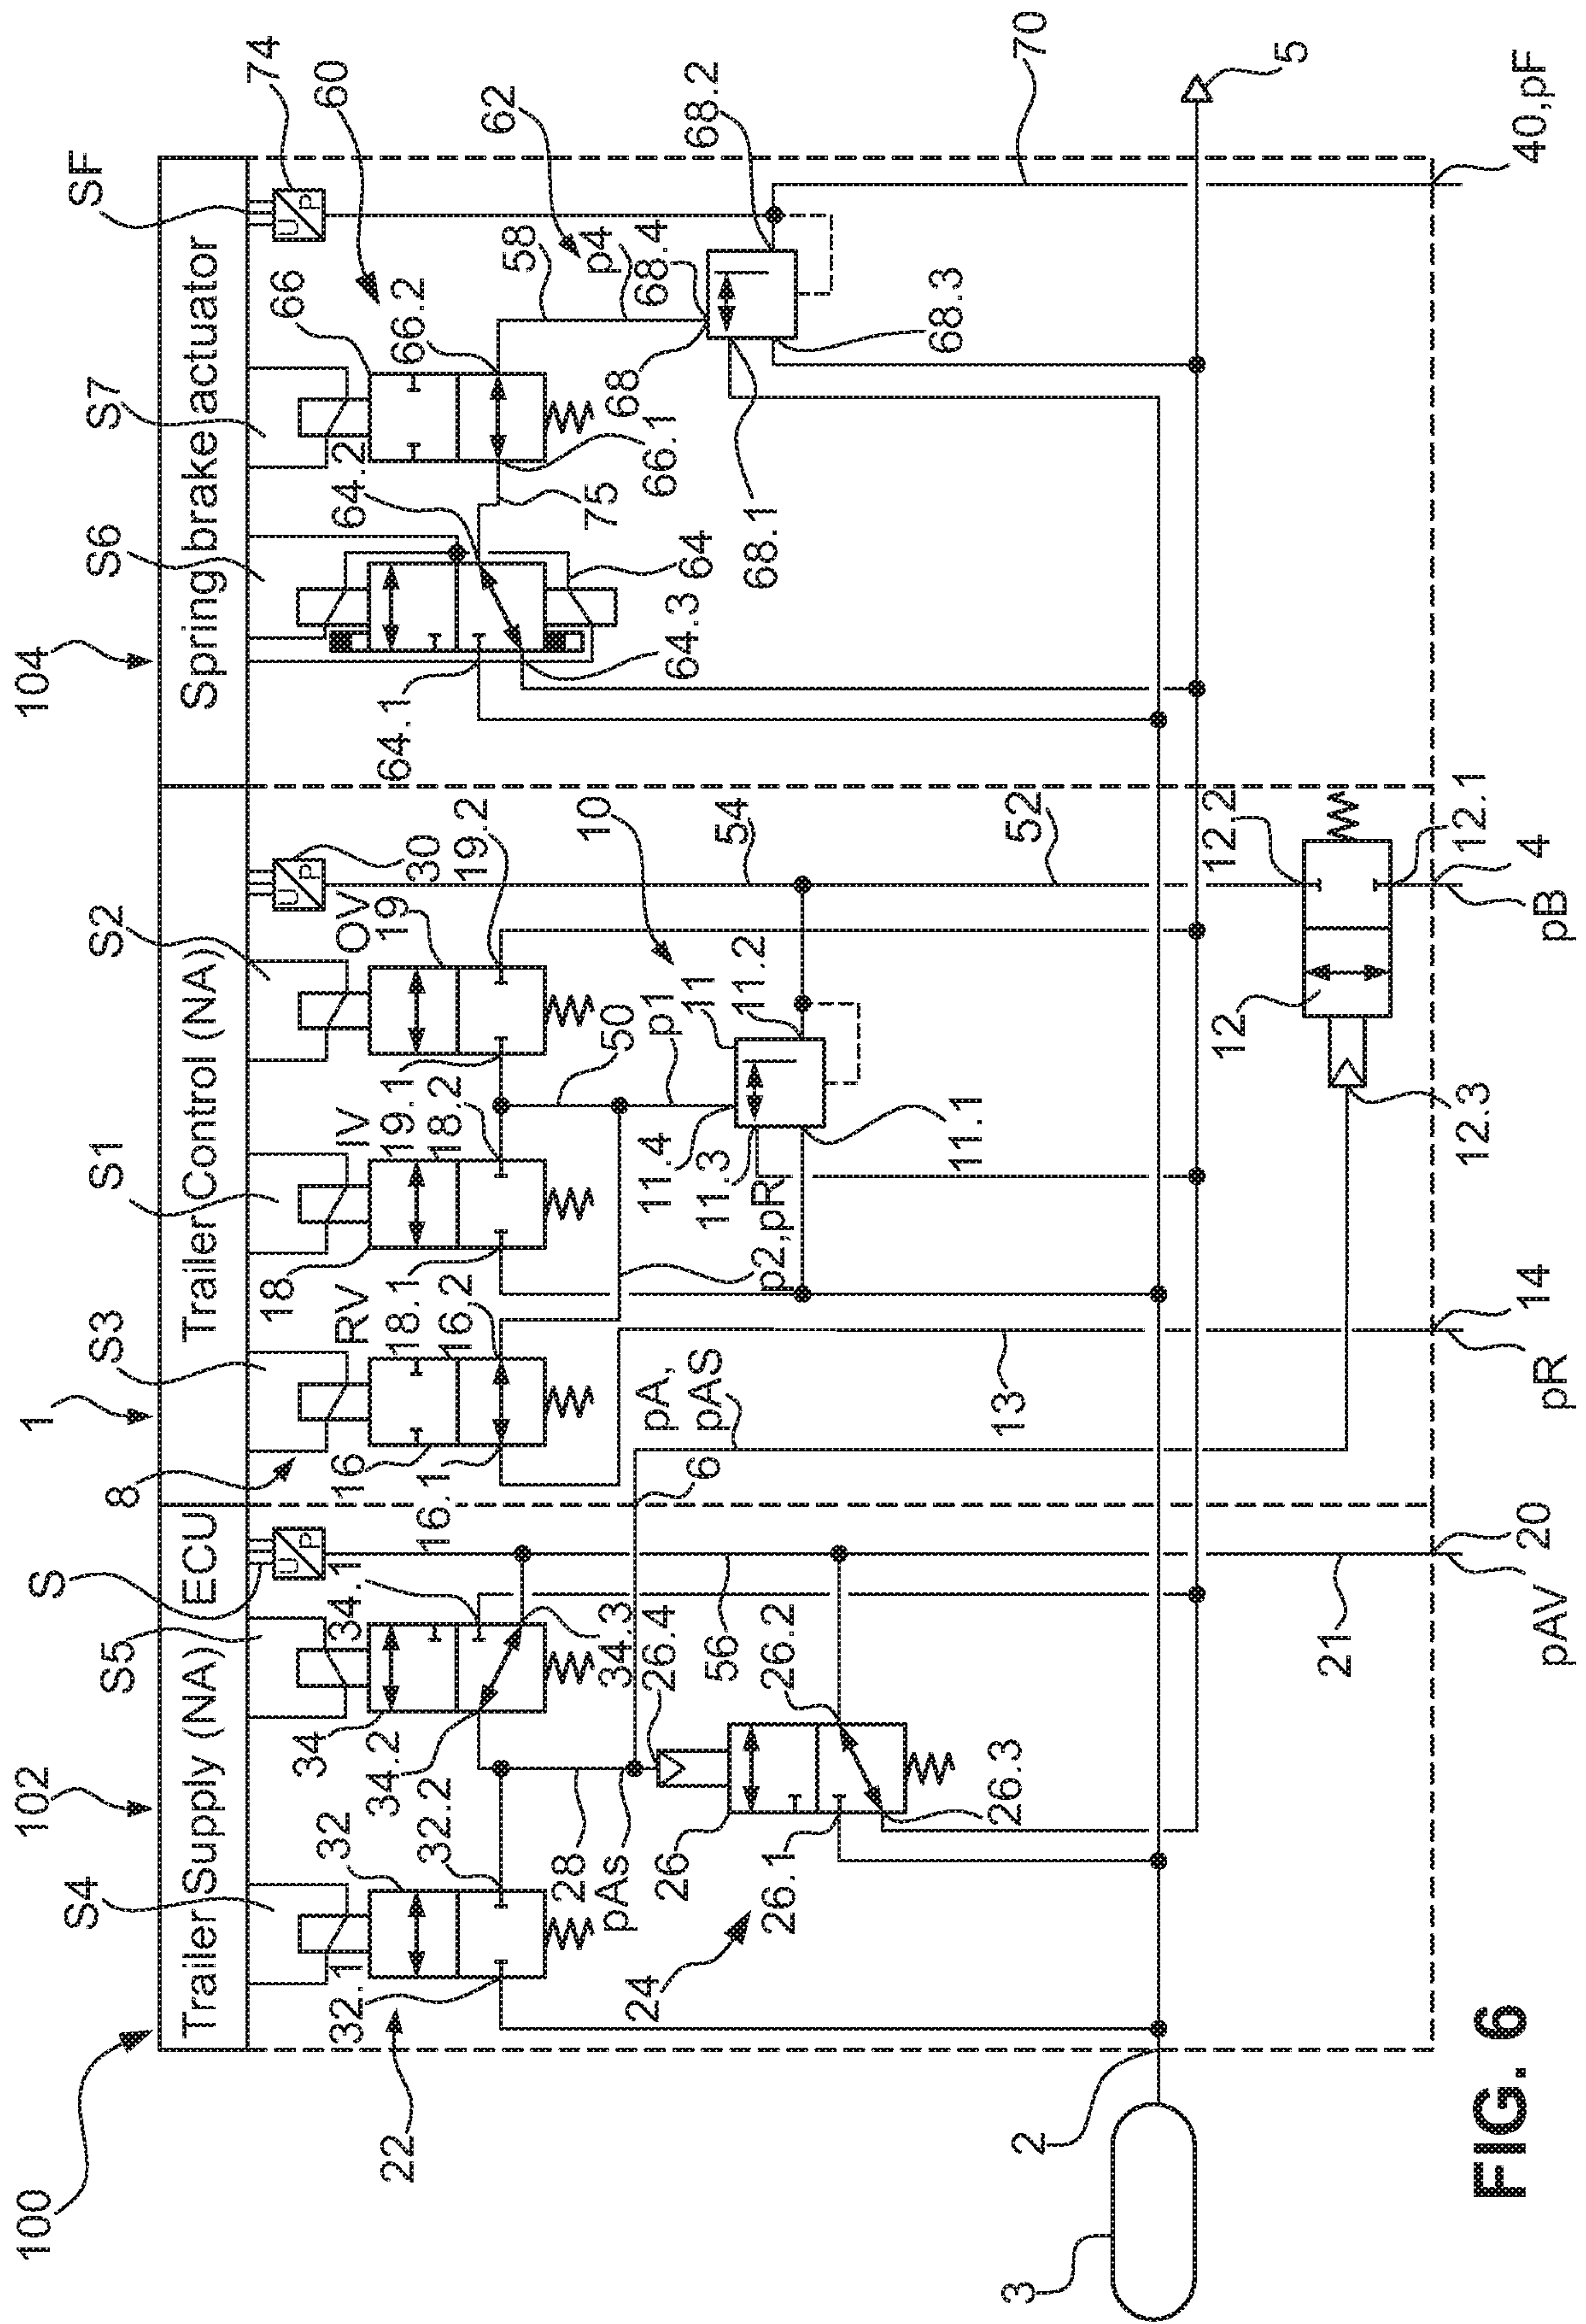 100
102
S
1
104
S4
S5
8
S3
S1
S2
S6
S7
SF
74
Trailer Supply (NA) ECU
Trailer Control (NA)
Spring brake actuator
U
P
U
P
U
P
18
66
60
34
32
34.1
16
RV
IV
OV
32.1
34.2
16.1
18.1
19.1
19
30
64.1
64.2
66.2
22
32.2
16.2
18.2
19.2
62
58
28
34.3
50
10
75
p4
68
pAs
26.4
pA,
p1
66.1
68.4
24
26
6
11.4
11
64.3
64
68.2
56
pAS
11.3
11.2
54
26.1
26.2
p2,pR
68.1
68.3
26.3
13
11.1
52
70
2
3
12
12.2
5
21
12.3
12.1
20
14
4
40,pF
pAV
pR
pB
FIG. 6